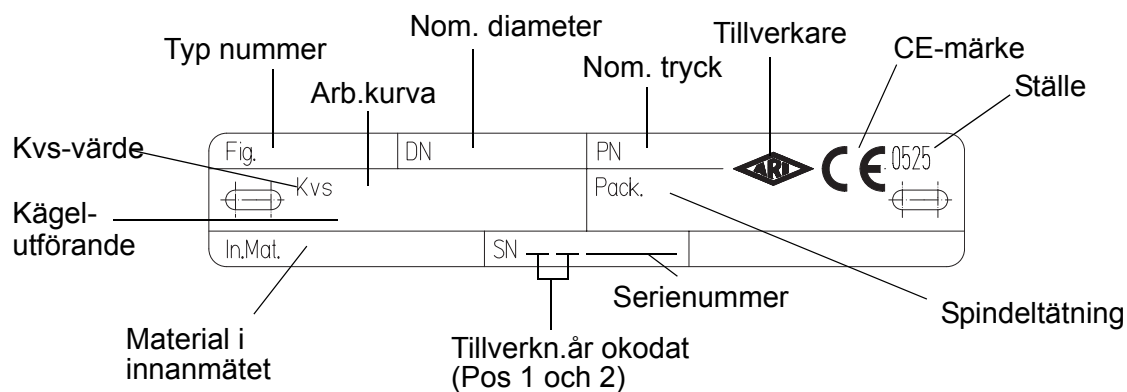 Nom. diameter
Tillverkare
Typ nummer
CE-märke
Nom. tryck
Arb.kurva
Ställe
Kvs-värde
Fig.
DN
PN
ARI
CE
0525
Kvs
Pack.
Kägel-
utförande
In.Mat.
SN
Serienummer
Spindeltätning
Material i
innanmätet
Tillverkn.år okodat
(Pos 1 och 2)